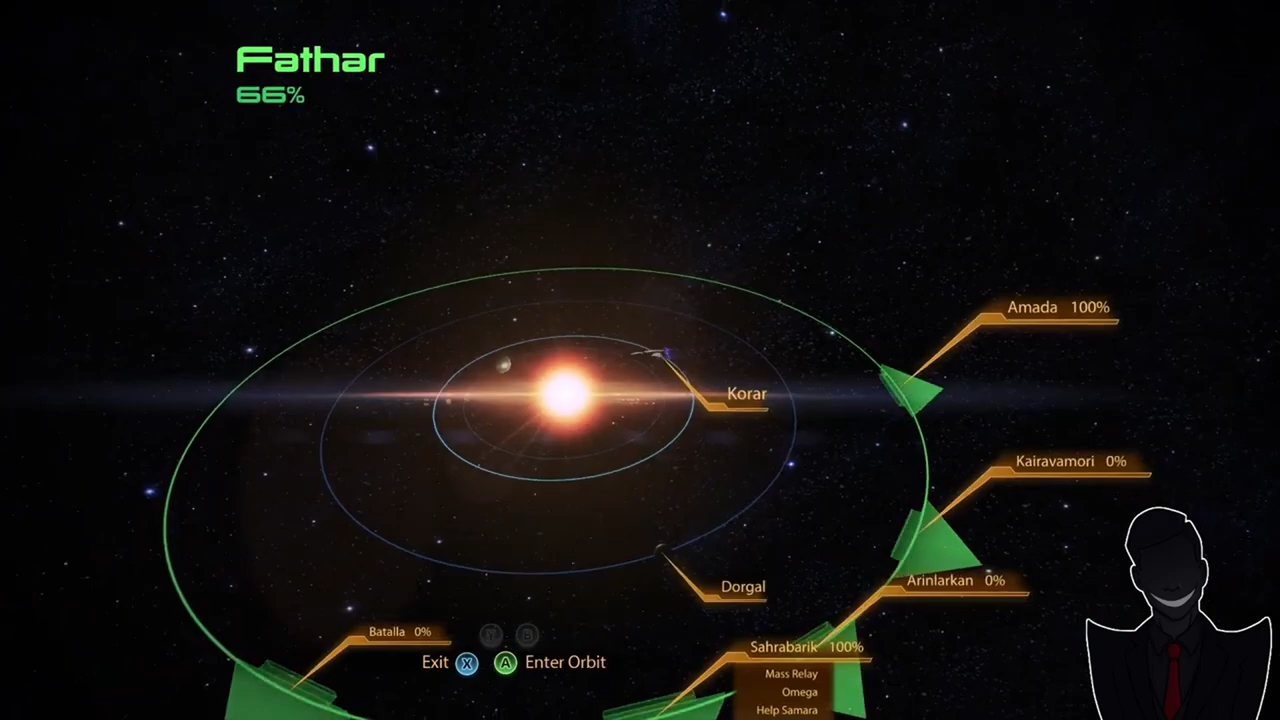 Fathar
66%
Amada 100%
Korar
Kairavamori 0%
Arinlarkan 0%
Dorgal
Batalla 0%
Y B
Exit X A Enter Orbit
Sahrabarik 100%
Mass Relay
Omega
Help Samara